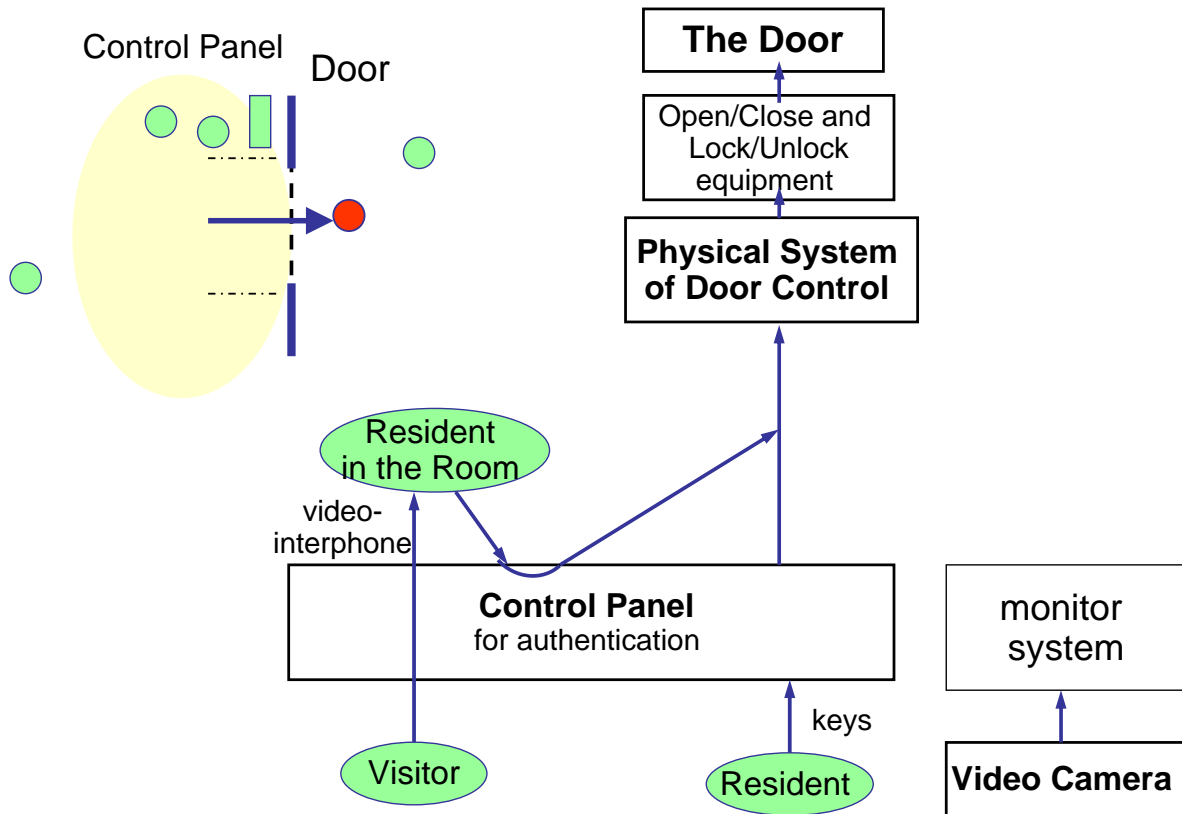 Control Panel
Door
The Door
Open/Close and
Lock/Unlock
equipment
Physical System
of Door Control
Resident
in the Room
video-
interphone
Control Panel
for authentication
monitor
system
keys
Visitor
Resident
Video Camera